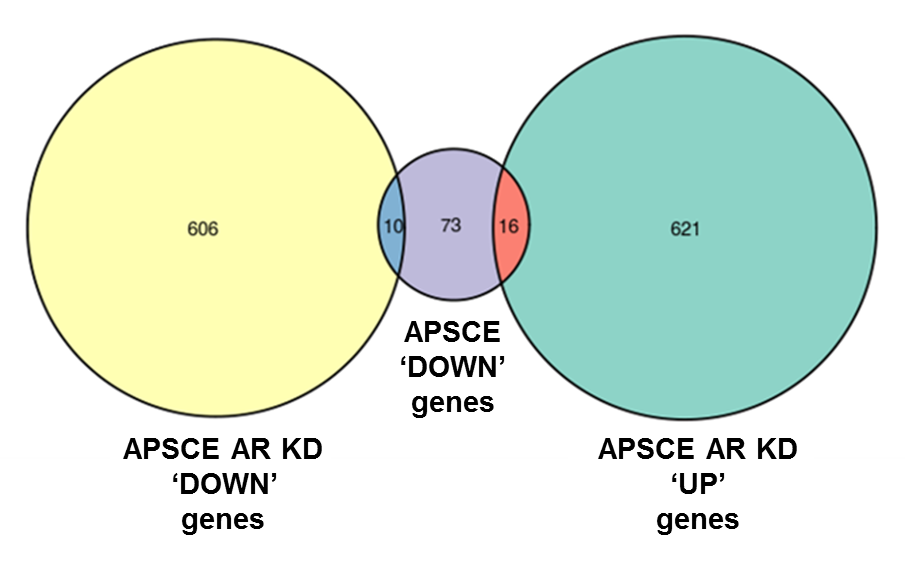 606
10
73
16
621
APSCE
‘DOWN’
genes
APSCE AR KD
‘DOWN’
genes
APSCE AR KD
‘UP’
genes